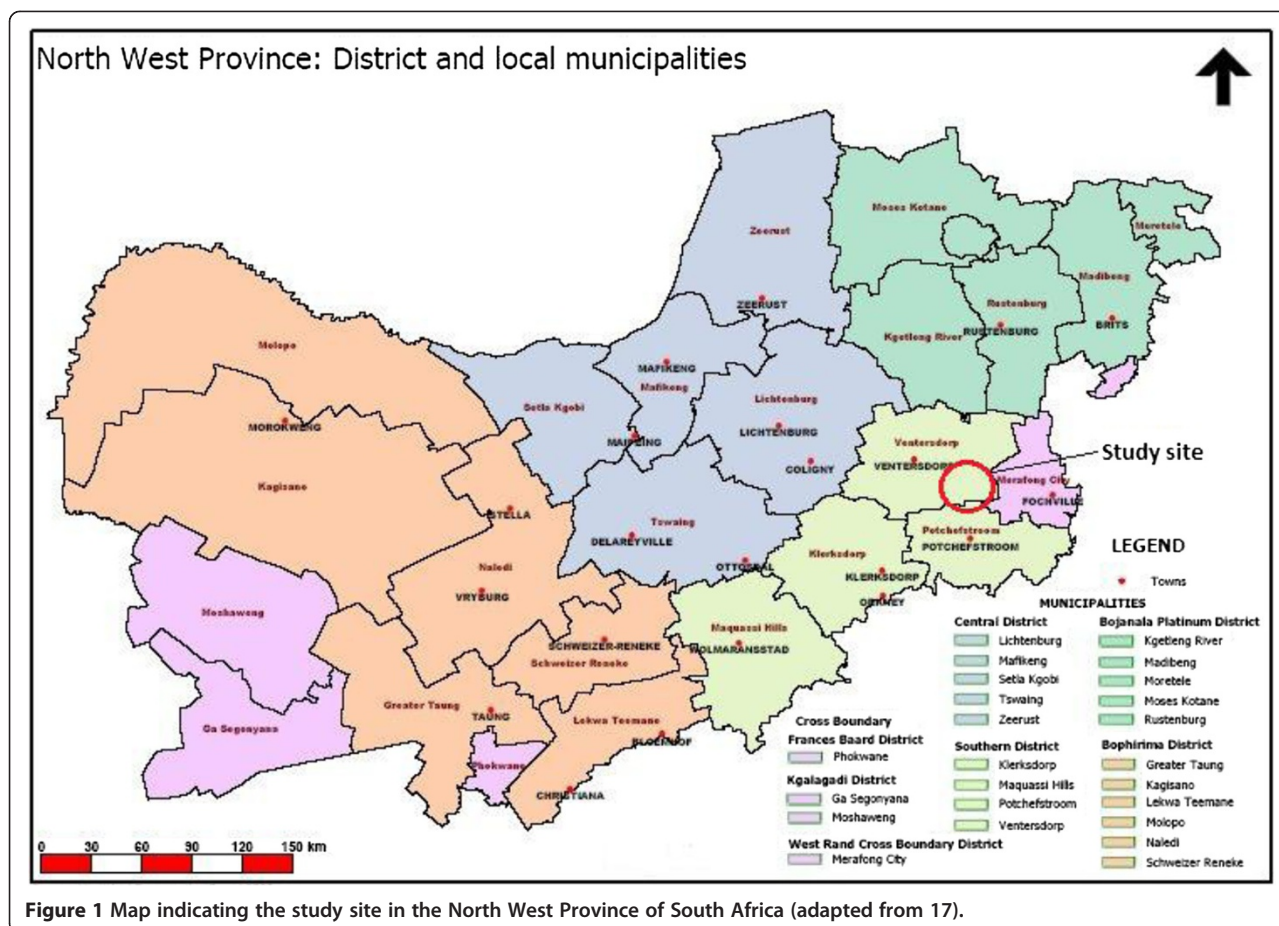 North West Province: District and local municipalities
Zeerust
ZEERUST
Moses Kotane
Moretele
Madibeng
BRITS
Rustenburg
RUSTENBURG
Kgetleng River
Molopo
MOROKWENG
Kagisano
Setla Kgobi
MAFIKENG
Mafikeng
Lichtenburg
LICHTENBURG
COLIGNY
Ventersdorp
VENTERSDORP
Study site
Merafong City
FOCHVILLE
STELLA
Tswaing
DELAREYVILLE
OTTOSDAL
Potchefstroom
POTCHEFSTROOM
Klerksdorp
KLERKSDORP
ORKNEY
Naledi
VRYBURG
Moshaweng
SCHWEIZER-RENEKE
Schweizer Reneke
Maquassi Hills
WOLMARANSSTAD
Ga Segonyana
Greater Taung
TAUNG
Lekwa Teemane
BLOEMHOF
Phokwane
CHRISTIANA
LEGEND
Towns
MUNICIPALITIES
Central District
Lichtenburg
Mafikeng
Setla Kgobi
Tswaing
Zeerust
Bojanala Platinum District
Kgetleng River
Madibeng
Moretele
Moses Kotane
Rustenburg
Cross Boundary
Frances Baard District
Phokwane
Kgalagadi District
Ga Segonyana
Moshaweng
West Rand Cross Boundary District
Merafong City
Southern District
Klerksdorp
Maquassi Hills
Potchefstroom
Ventersdorp
Bophirima District
Greater Taung
Kagisano
Lekwa Teemane
Molopo
Naledi
Schweizer Reneke
0 30 60 90 120 150 km
Figure 1 Map indicating the study site in the North West Province of South Africa (adapted from 17).